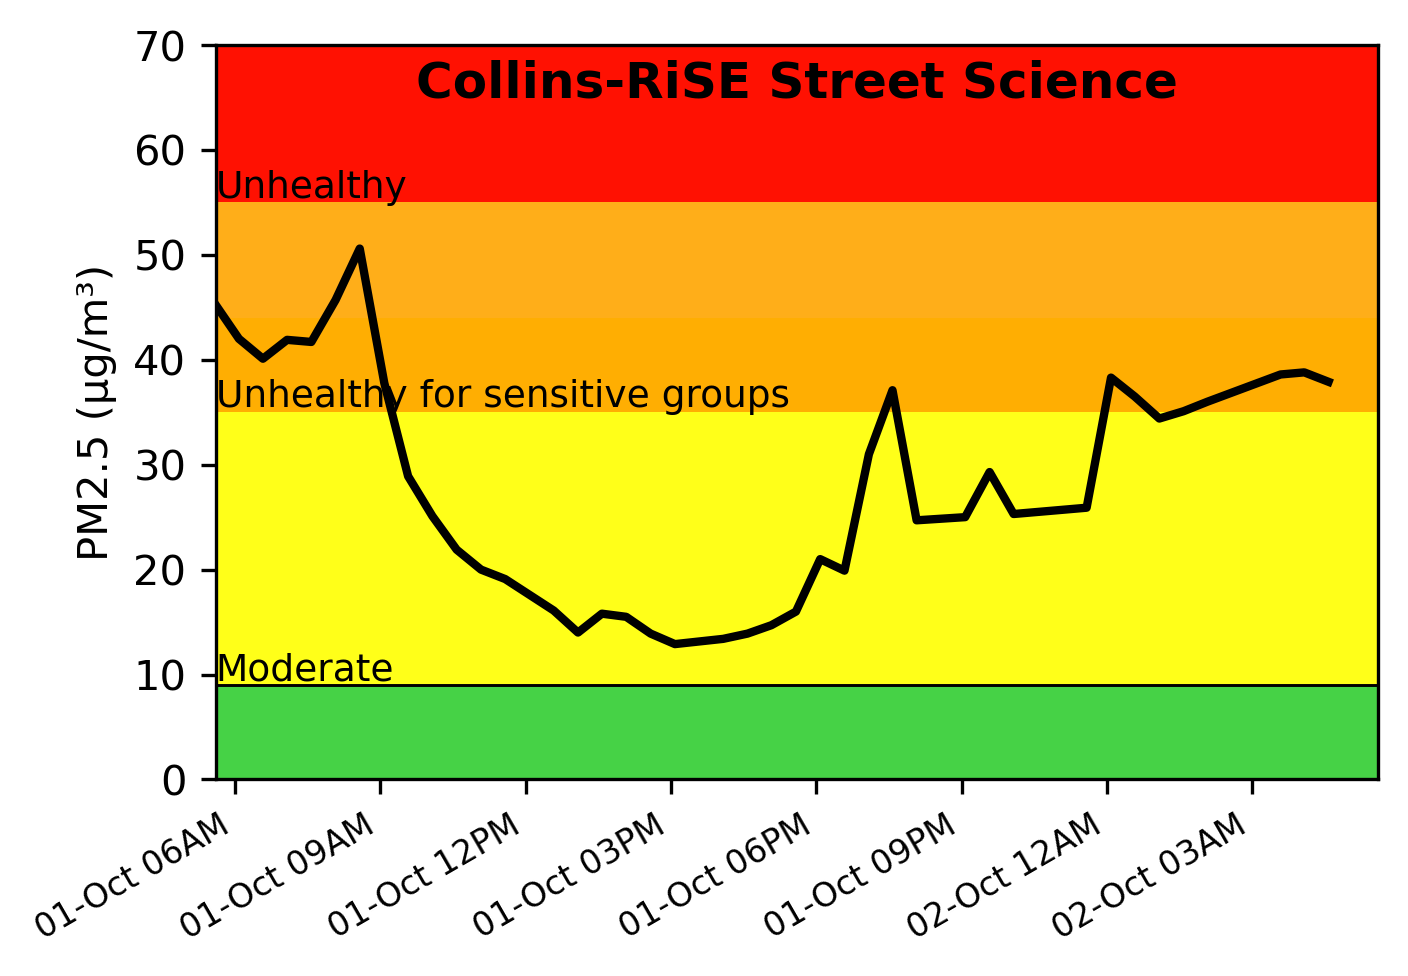 Collins-RiSE Street Science
70
60
50
40
30
20
10
0
PM2.5 (μg/m³)
Unhealthy
Unhealthy for sensitive groups
Moderate
01-Oct 06AM
01-Oct 09AM
01-Oct 12PM
01-Oct 03PM
01-Oct 06PM
01-Oct 09PM
02-Oct 12AM
02-Oct 03AM